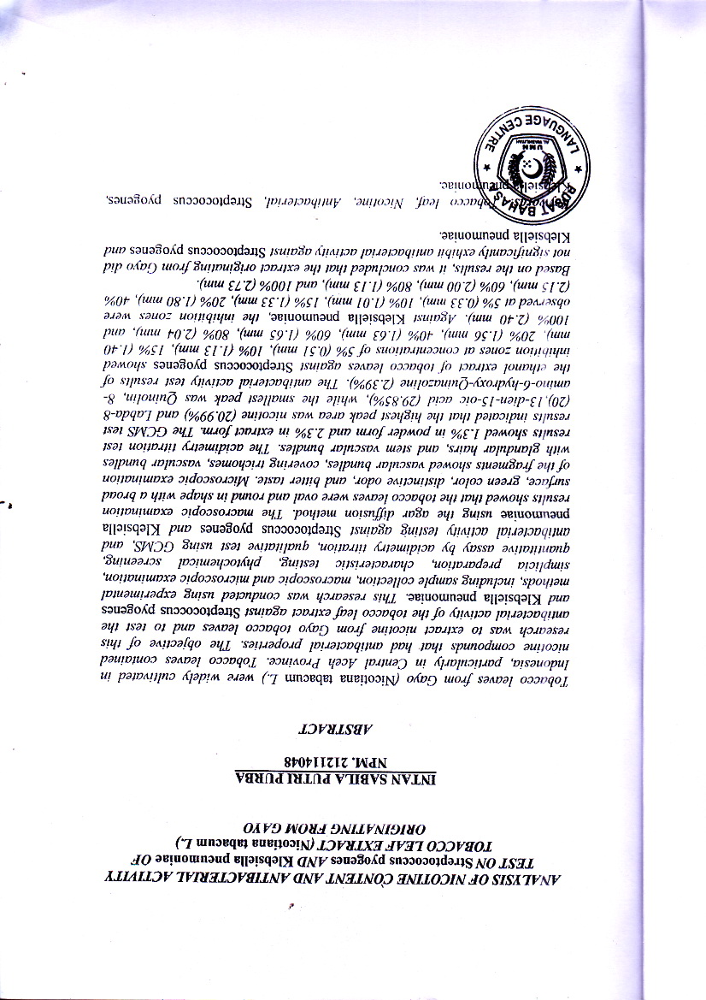 ANALYSIS OF NICOTINE CONTENT AND ANTIBACTERIAL ACTIVITY
TEST ON Streptococcus pyogenes AND Klebsiella pneumoniae OF
TOBACCO LEAF EXTRACT (Nicotiana tabacum L.)
ORIGINATING FROM GAYO
INTAN SABILA PUTRI PURBA
NPM. 212114048
ABSTRACT
Tobacco leaves from Gayo (Nicotiana tabacum L.) were widely cultivated in
Indonesia, particularly in Central Aceh Province. Tobacco leaves contained
nicotine compounds that had antibacterial properties. The objective of this
research was to extract nicotine from Gayo tobacco leaves and to test the
antibacterial activity of the tobacco leaf extract against Streptococcus pyogenes
and Klebsiella pneumoniae. This research was conducted using experimental
methods, including sample collection, macroscopic and microscopic examination,
simplicia preparation, characteristic testing, phytochemical screening,
quantitative assay by acidimetry titration, qualitative test using GCMS, and
antibacterial activity testing against Streptococcus pyogenes and Klebsiella
pneumoniae using the agar diffusion method. The macroscopic examination
results showed that the tobacco leaves were oval and round in shape with a broad
surface, green color, distinctive odor, and bitter taste. Microscopic examination
of the fragments showed vascular bundles, covering trichomes, vascular bundles
with glandular hairs, and stem vascular bundles. The acidimetry titration test
results showed 1.3% in powder form and 2.3% in extract form. The GCMS test
results indicated that the highest peak area was nicotine (20.99%) and Labda-8
(20),13-dien-15-oic acid (29.85%), while the smallest peak was Quinolin, 8-
amino-6-hydroxy-Quinazoline (2.39%). The antibacterial activity test results of
the ethanol extract of tobacco leaves against Streptococcus pyogenes showed
inhibition zones at concentrations of 5% (0.51 mm), 10% (1.13 mm), 15% (1.40
mm), 20% (1.56 mm), 40% (1.63 mm), 60% (1.65 mm), 80% (2.04 mm), and
100% (2.40 mm). Against Klebsiella pneumoniae, the inhibition zones were
observed at 5% (0.33 mm), 10% (1.01 mm), 15% (1.33 mm), 20% (1.80 mm), 40%
(2.15 mm), 60% (2.00 mm), 80% (1.13 mm), and 100% (2.73 mm).
Based on the results, it was concluded that the extract originating from Gayo did
not significantly exhibit antibacterial activity against Streptococcus pyogenes and
Klebsiella pneumoniae.
Keywords: Tobacco leaf, Nicotine, Antibacterial, Streptococcus pyogenes,
Klebsiella pneumoniae.
PUSAT BAHASA
UMN
AL WASHLIYAH
LANGUAGE CENTRE